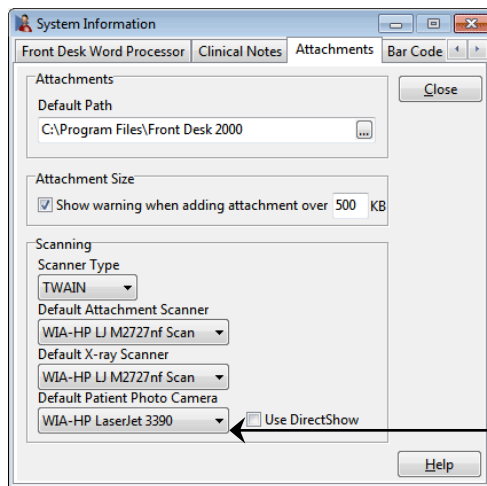 System Information
Front Desk Word Processor Clinical Notes Attachments Bar Code
Attachments
Close
Default Path
C:\Program Files\Front Desk 2000 ...
Attachment Size
Show warning when adding attachment over 500 KB
Scanning
Scanner Type
TWAIN
Default Attachment Scanner
WIA-HP LJ M2727nf Scan
Default X-ray Scanner
WIA-HP LJ M2727nf Scan
Default Patient Photo Camera
WIA-HP LaserJet 3390 Use DirectShow
Help